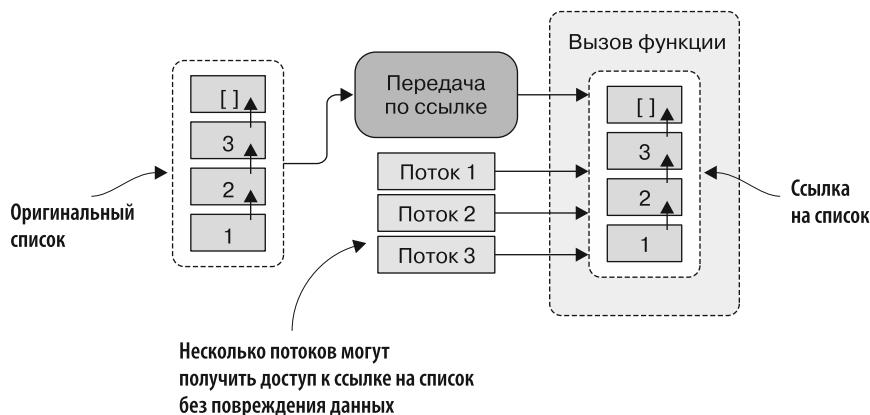 [ ]
3
2
1
Оригинальный
список
Передача
по ссылке
Поток 1
Поток 2
Поток 3
Несколько потоков могут
получить доступ к ссылке на список
без повреждения данных
Вызов функции
[ ]
3
2
1
Ссылка
на список